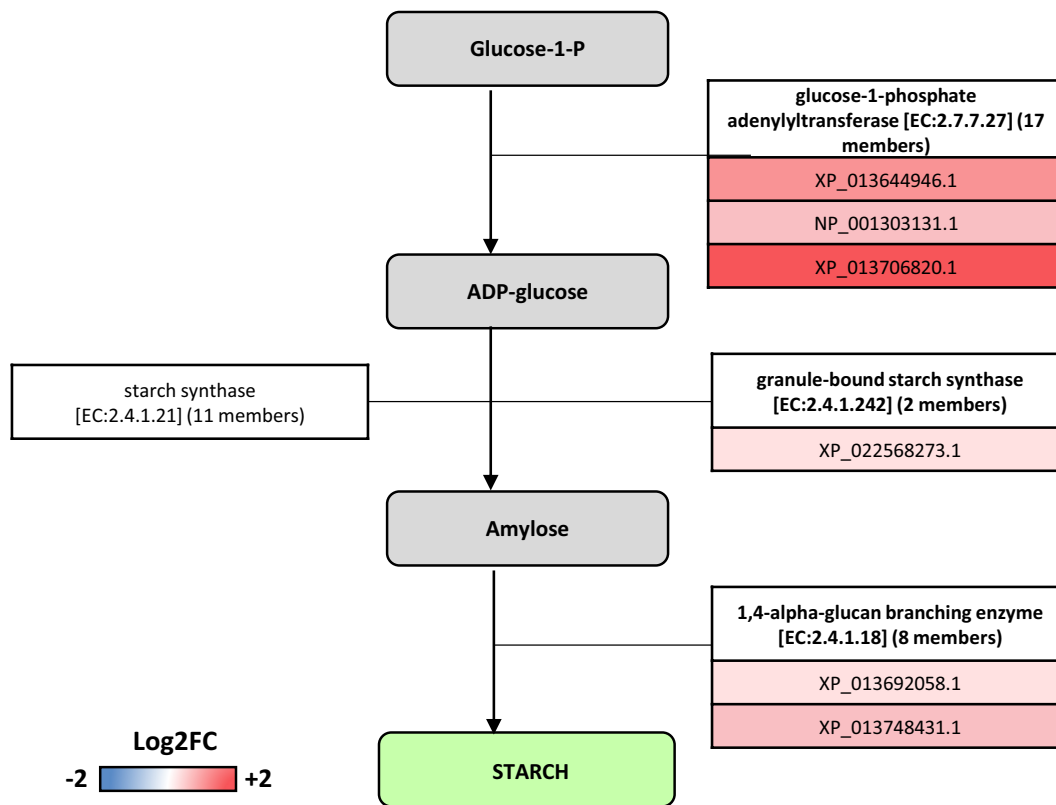 Glucose-1-P
glucose-1-phosphate
adenylyltransferase [EC:2.7.7.27] (17
members)
XP_013644946.1
NP_001303131.1
XP_013706820.1
ADP-glucose
starch synthase
[EC:2.4.1.21] (11 members)
granule-bound starch synthase
[EC:2.4.1.242] (2 members)
XP_022568273.1
Amylose
1,4-alpha-glucan branching enzyme
[EC:2.4.1.18] (8 members)
XP_013692058.1
XP_013748431.1
Log2FC
-2 +2
STARCH